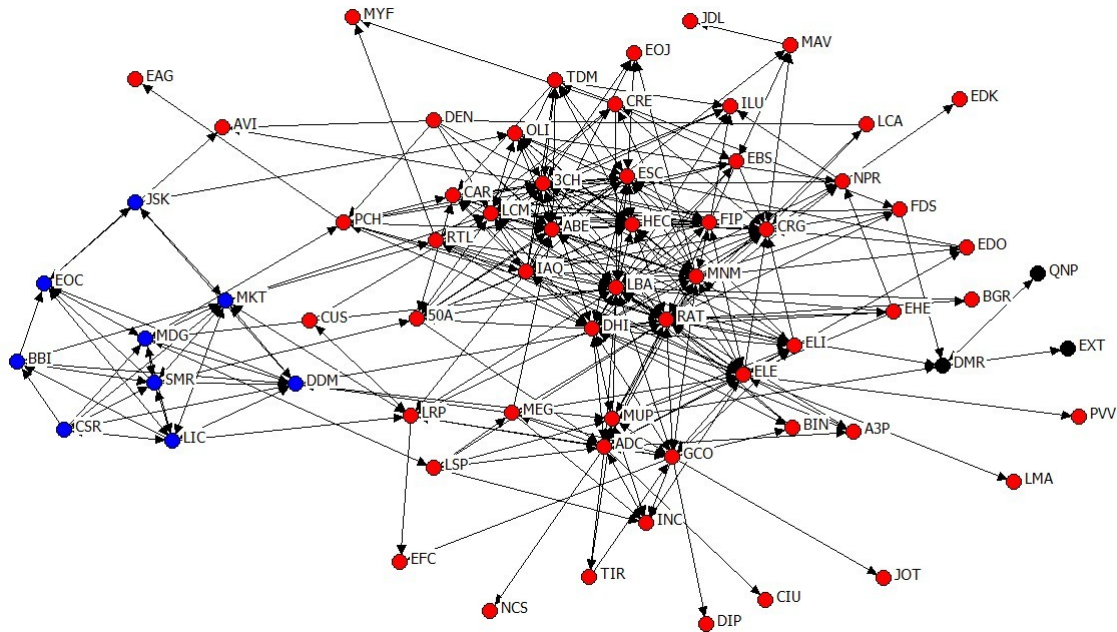 MYF
JDL
MAV
EOJ
EAG
TDM
EDK
CRE
ILU
AVI
DEN
LCA
OLI
EBS
ESC
NPR
3CH
JSK
CAR
LCM
FDS
PCH
ABE
HEC
FIP
CRG
RTL
EDO
IAQ
QNP
EOC
MNM
LBA
MKT
BGR
EHE
CUS
50A
RAT
DHI
MDG
ELI
EXT
BBI
DMR
SMR
DDM
ELE
LRP
MEG
PVV
MUP
CSR
BIN
A3P
LIC
ADC
GCO
LSP
LMA
INC
EFC
TIR
JOT
CIU
NCS
DIP